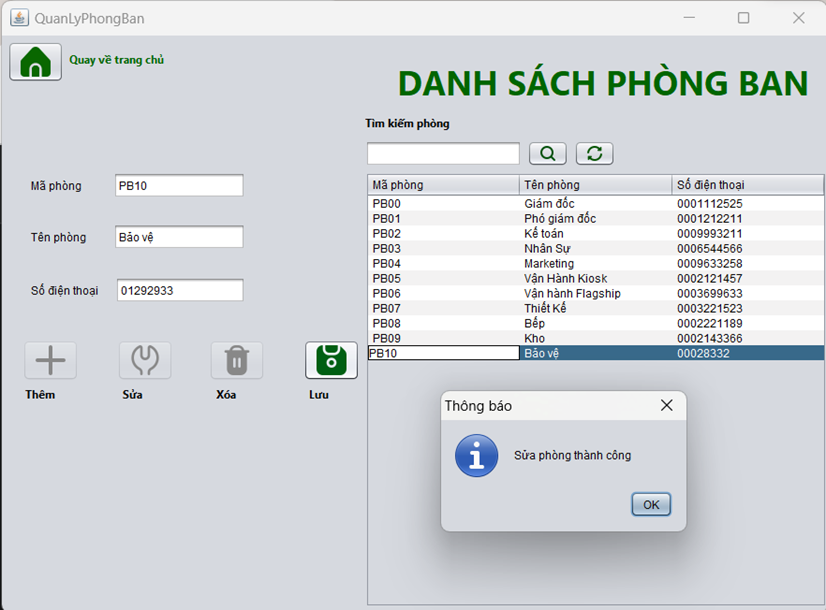 QuanLyPhongBan
Quay về trang chủ
DANH SÁCH PHÒNG BAN
Tìm kiếm phòng
Mã phòng PB10
Tên phòng Bảo vệ
Số điện thoại 01292933
Thêm Sửa Xóa Lưu
Mã phòng Tên phòng Số điện thoại
PB00 Giám đốc 0001112525
PB01 Phó giám đốc 0001212211
PB02 Kế toán 0009993211
PB03 Nhân Sự 0006544566
PB04 Marketing 0009633258
PB05 Vận Hành Kiosk 0002121457
PB06 Vận hành Flagship 0003699633
PB07 Thiết Kế 0003221523
PB08 Bếp 0002221189
PB09 Kho 0002143366
PB10 Bảo vệ 00028332
Thông báo
Sửa phòng thành công
OK